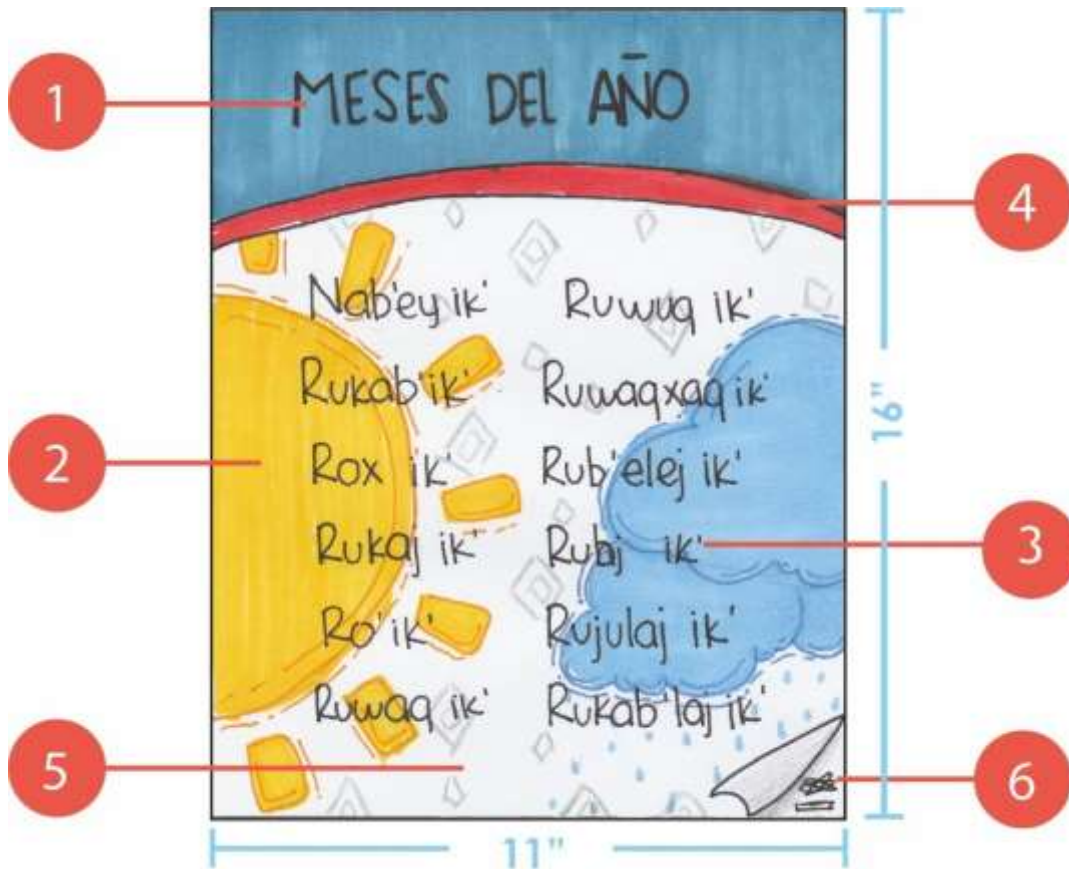 MESES DEL AÑO
Nab'ey ik'
Rukab' ik'
Rox ik'
Rukaj ik'
Ro' ik'
Ruwaq ik'
Ruwuq ik'
Ruwaqxaq ik'
Rub'elej ik'
Rubaj ik'
Rujulaj ik'
Rukab'laj ik'
1
2
3
4
5
6
16"
11"